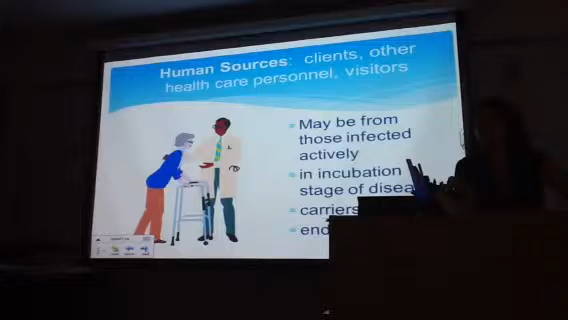 Human Sources: clients, other
health care personnel, visitors
May be from
those infected
actively
in incubation
stage of disea
carriers
end